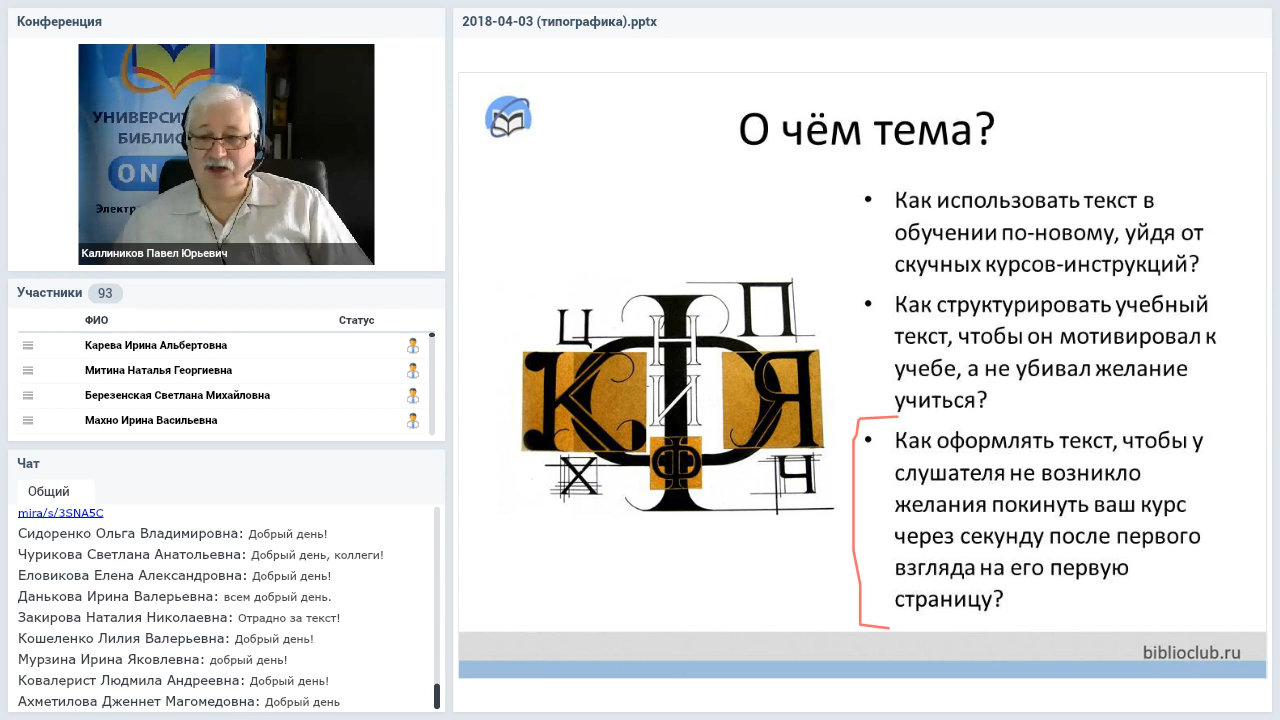 Конференция
УНИВЕРСИ
БИБЛИО
ON
Электр
Каллиников Павел Юрьевич
Участники 93
ФИО Статус
Карева Ирина Альбертовна
Митина Наталья Георгиевна
Березенская Светлана Михайловна
Махно Ирина Васильевна
Чат
Общий
mira/s/3SNA5C
Сидоренко Ольга Владимировна: Добрый день!
Чурикова Светлана Анатольевна: Добрый день, коллеги!
Еловикова Елена Александровна: Добрый день!
Данькова Ирина Валерьевна: всем добрый день.
Закирова Наталия Николаевна: Отрадно за текст!
Кошеленко Лилия Валерьевна: Добрый день!
Мурзина Ирина Яковлевна: добрый день!
Ковалерист Людмила Андреевна: Добрый день!
Ахметилова Дженнет Магомедовна: Добрый день
2018-04-03 (типографика).pptx
О чём тема?
Ц П
Н
К И Я
Ф
Х Ч
• Как использовать текст в
обучении по-новому, уйдя от
скучных курсов-инструкций?
• Как структурировать учебный
текст, чтобы он мотивировал к
учебе, а не убивал желание
учиться?
• Как оформлять текст, чтобы у
слушателя не возникло
желания покинуть ваш курс
через секунду после первого
взгляда на его первую
страницу?
biblioclub.ru